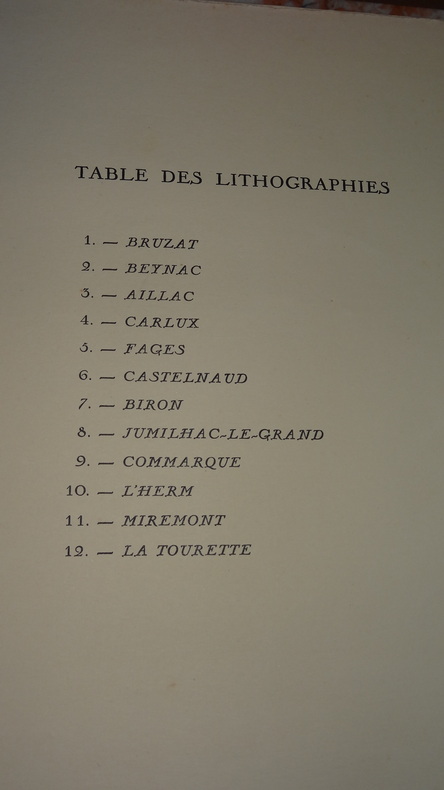 TABLE DES LITHOGRAPHIES
1. — BRUZAT
2. — BEYNAC
3. — AILLAC
4. — CARLUX
5. — FAGES
6. — CASTELNAUD
7. — BIRON
8. — JUMILHAC-LE-GRAND
9. — COMMARQUE
10. — L'HERM
11. — MIREMONT
12. — LA TOURETTE